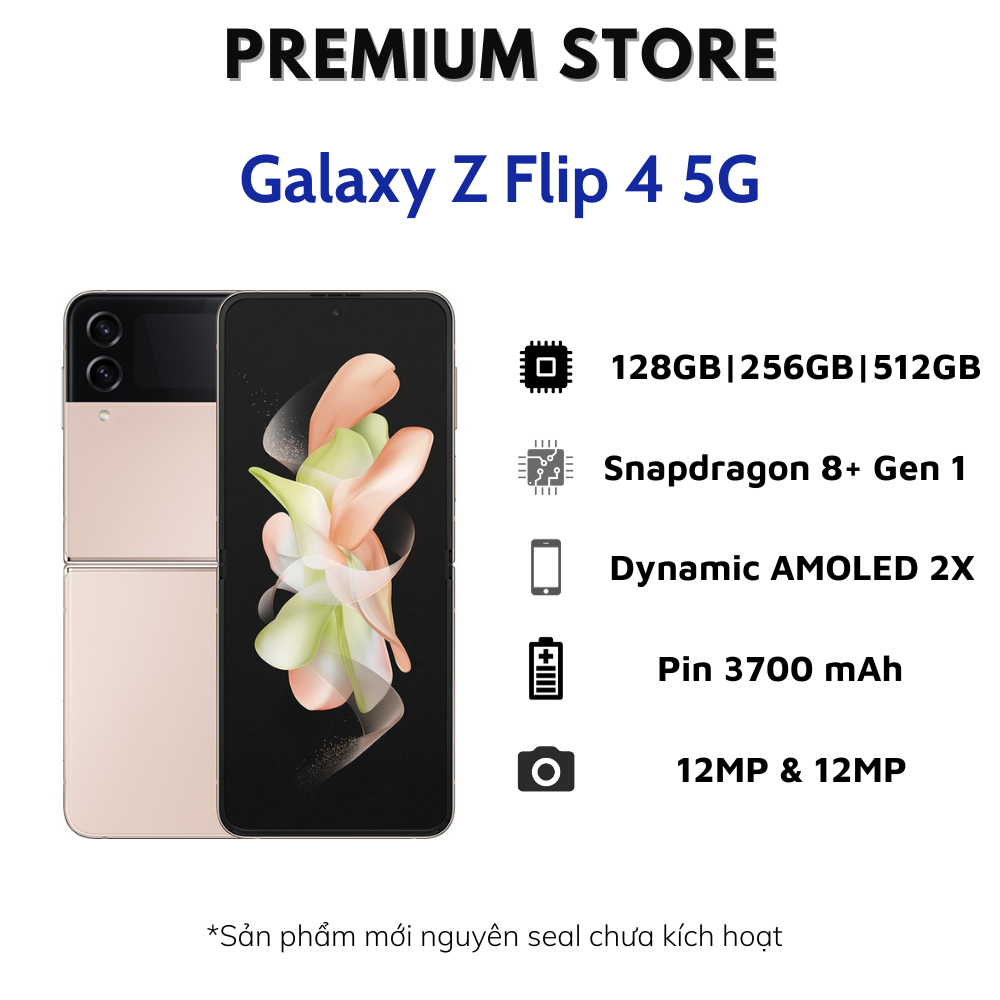 PREMIUM STORE
Galaxy Z Flip 4 5G
128GB|256GB|512GB
Snapdragon 8+ Gen 1
Dynamic AMOLED 2X
Pin 3700 mAh
12MP & 12MP
*Sản phẩm mới nguyên seal chưa kích hoạt